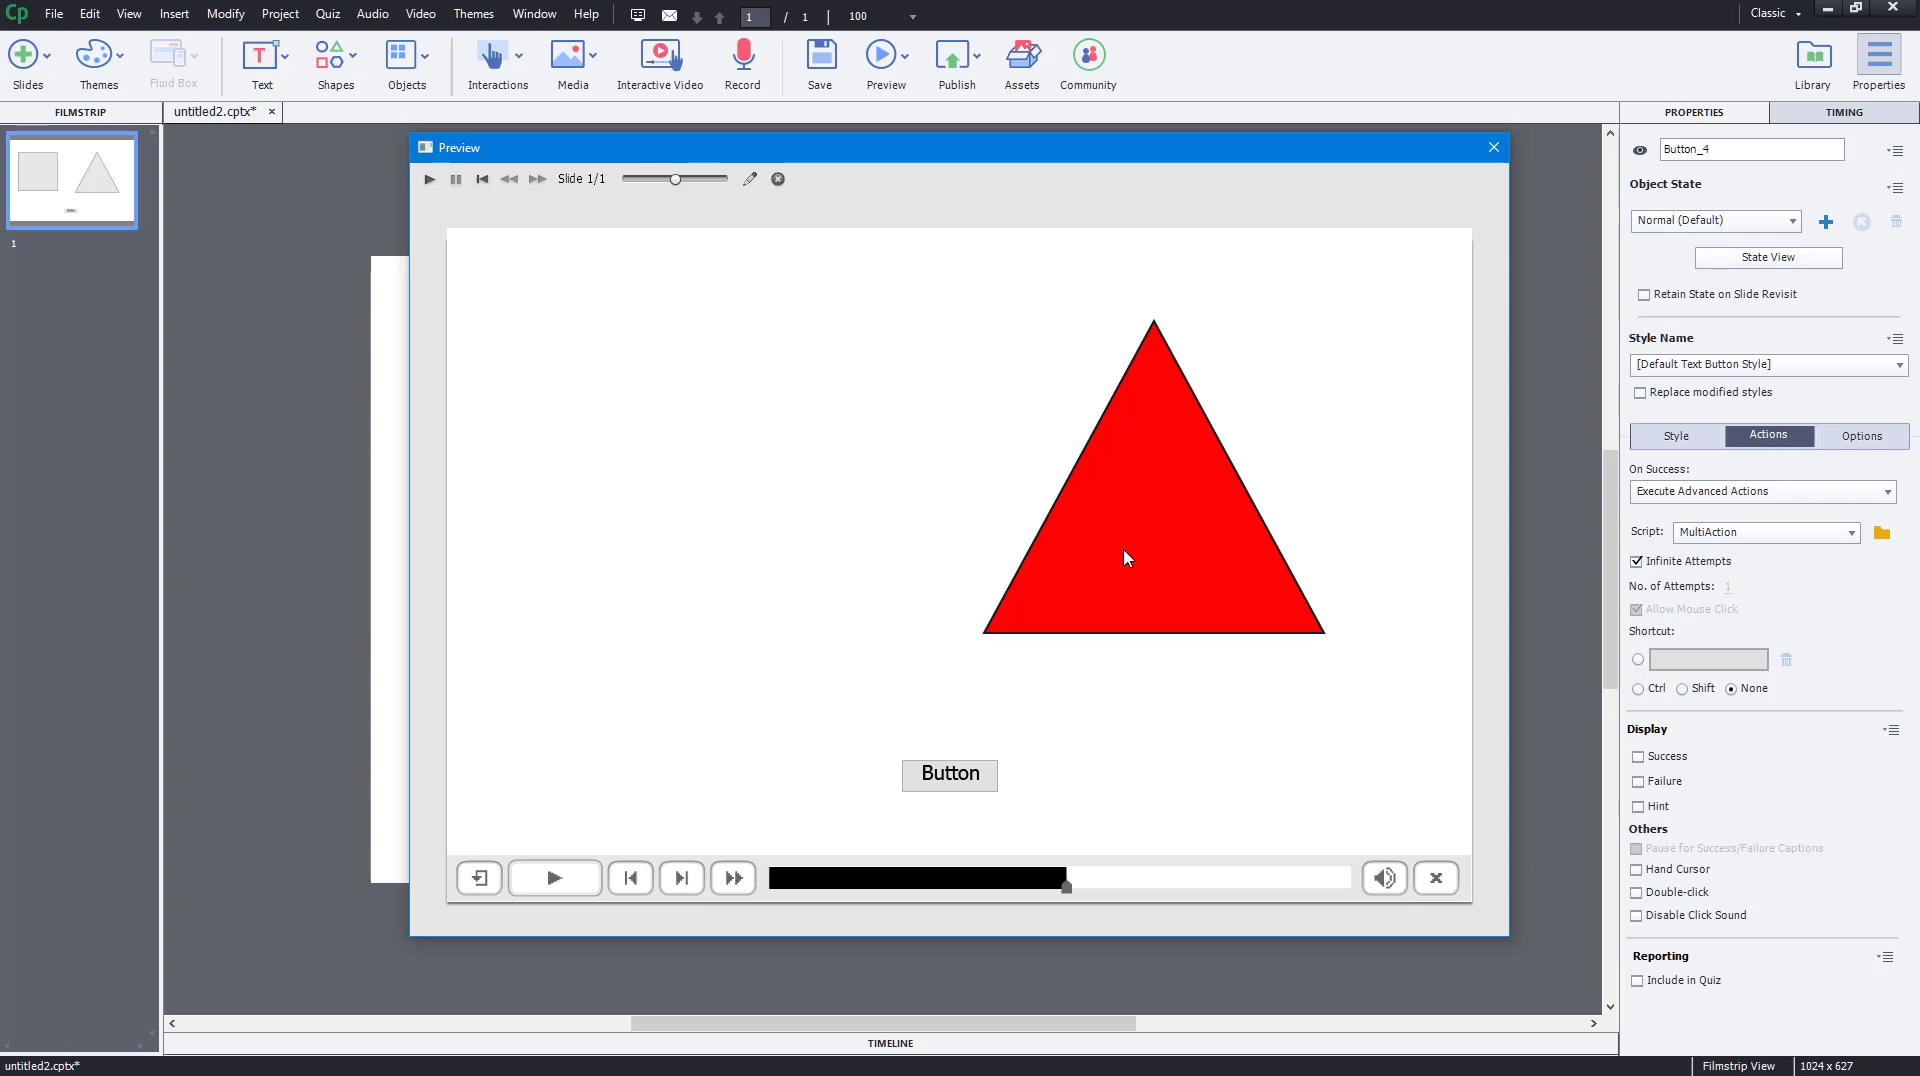 Cp File Edit View Insert Modify Project Quiz Audio Video Themes Window Help 1 / 1 100 Classic
Slides Themes Fluid Box Text Shapes Objects Interactions Media Interactive Video Record Save Preview Publish Assets Community Library Properties
FILMSTRIP untitled2.cptx* × PROPERTIES TIMING
1
Preview
Slide 1/1
Button
TIMELINE
Button_4
Object State
Normal (Default)
State View
Retain State on Slide Revisit
Style Name
[Default Text Button Style]
Replace modified styles
Style Actions Options
On Success:
Execute Advanced Actions
Script: MultiAction
Infinite Attempts
No. of Attempts: 1
Allow Mouse Click
Shortcut:
Ctrl Shift None
Display
Success
Failure
Hint
Others
Pause for Success/Failure Captions
Hand Cursor
Double-click
Disable Click Sound
Reporting
Include in Quiz
untitled2.cptx* Filmstrip View 1024 x 627